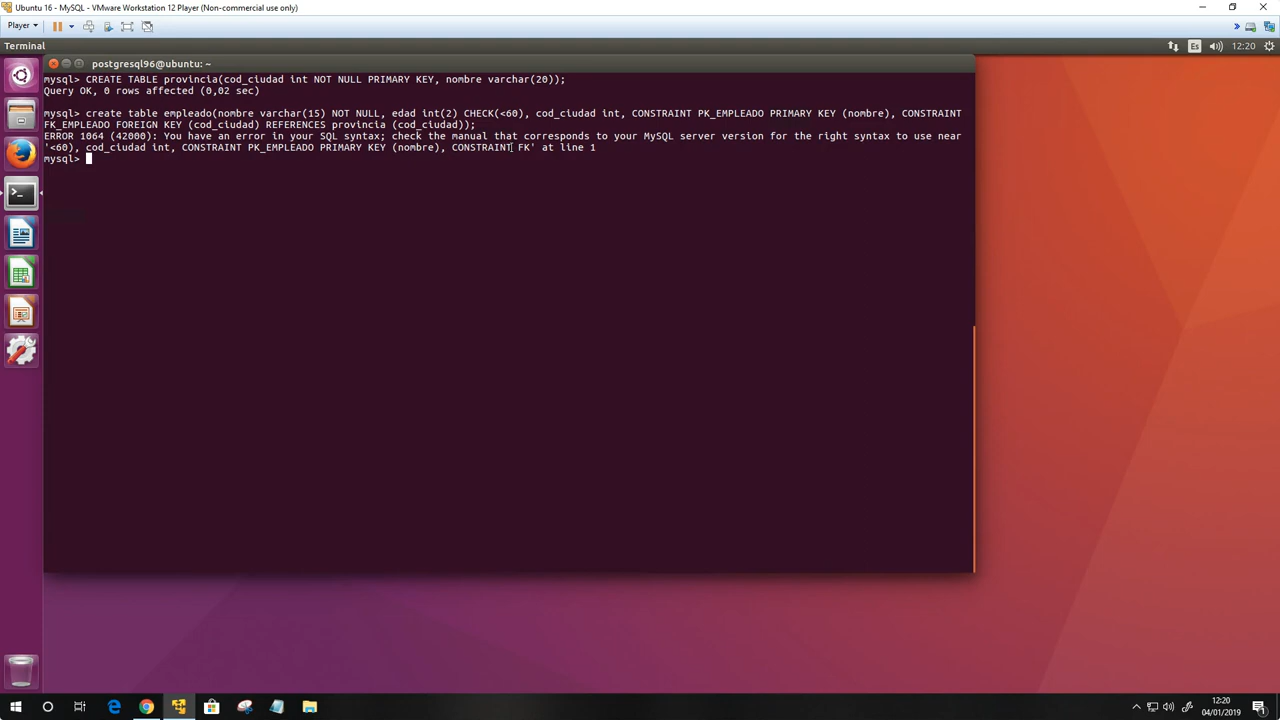 Ubuntu 16 - MySQL - VMware Workstation 12 Player (Non-commercial use only)
Player
Terminal
Es
12:20
postgresql96@ubuntu: ~
mysql> CREATE TABLE provincia(cod_ciudad int NOT NULL PRIMARY KEY, nombre varchar(20));
Query OK, 0 rows affected (0,02 sec)
mysql> create table empleado(nombre varchar(15) NOT NULL, edad int(2) CHECK(<60), cod_ciudad int, CONSTRAINT PK_EMPLEADO PRIMARY KEY (nombre), CONSTRAINT
FK_EMPLEADO FOREIGN KEY (cod_ciudad) REFERENCES provincia (cod_ciudad));
ERROR 1064 (42000): You have an error in your SQL syntax; check the manual that corresponds to your MySQL server version for the right syntax to use near
'<60), cod_ciudad int, CONSTRAINT PK_EMPLEADO PRIMARY KEY (nombre), CONSTRAINT FK' at line 1
mysql>
12:20
04/01/2019